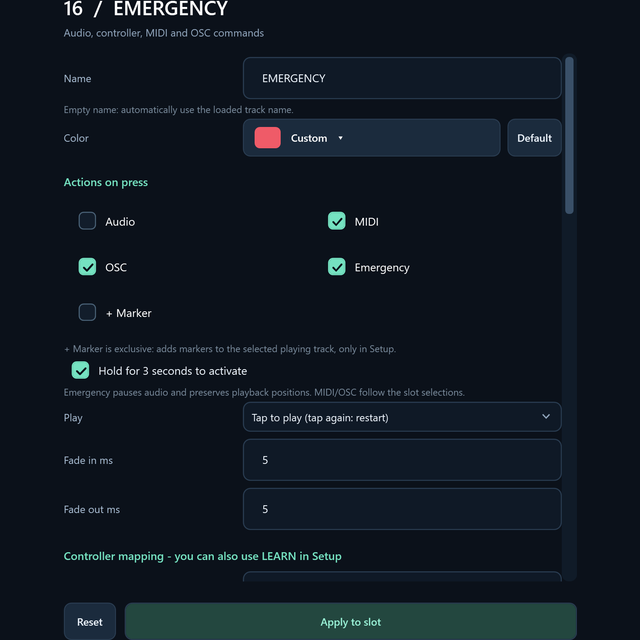 16 / EMERGENCY
Audio, controller, MIDI and OSC commands
Name
EMERGENCY
Empty name: automatically use the loaded track name.
Color
Custom
Default
Actions on press
Audio
MIDI
OSC
Emergency
+ Marker
+ Marker is exclusive: adds markers to the selected playing track, only in Setup.
Hold for 3 seconds to activate
Emergency pauses audio and preserves playback positions. MIDI/OSC follow the slot selections.
Play
Tap to play (tap again: restart)
Fade in ms
5
Fade out ms
5
Controller mapping - you can also use LEARN in Setup
Reset
Apply to slot